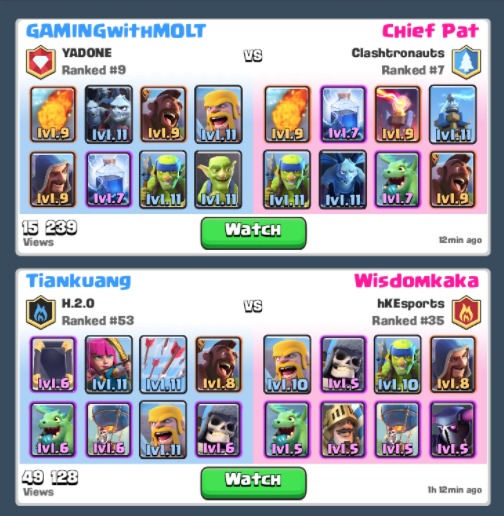 GAMINGwithMOLT Chief Pat
YADONE vs Clashtronauts
Ranked #9 Ranked #7
lvl.9 lvl.11 lvl.9 lvl.11 lvl.9 lvl.7 lvl.9 lvl.11
lvl.9 lvl.7 lvl.11 lvl.11 lvl.11 lvl.11 lvl.7 lvl.9
15 239 Watch
Views 12min ago
Tiankuang Wisdomkaka
H.2.0 vs hKEsports
Ranked #53 Ranked #35
lvl.6 lvl.11 lvl.11 lvl.8 lvl.10 lvl.5 lvl.10 lvl.8
lvl.6 lvl.6 lvl.11 lvl.6 lvl.5 lvl.5 lvl.5 lvl.5
49 128 Watch
Views 1h 12min ago